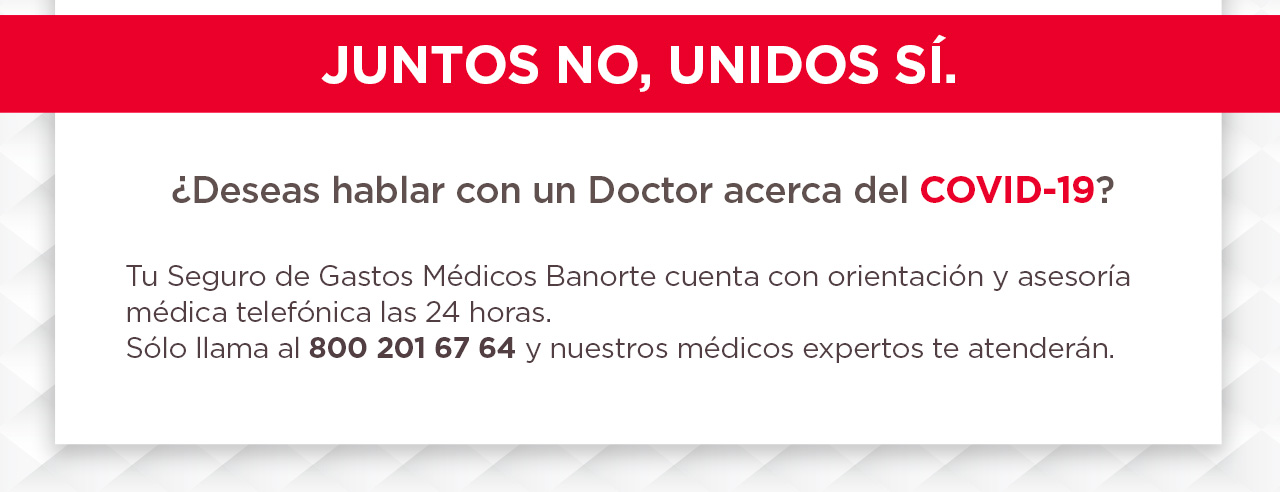 JUNTOS NO, UNIDOS SÍ.
¿Deseas hablar con un Doctor acerca del COVID-19?
Tu Seguro de Gastos Médicos Banorte cuenta con orientación y asesoría
médica telefónica las 24 horas.
Sólo llama al 800 201 67 64 y nuestros médicos expertos te atenderán.